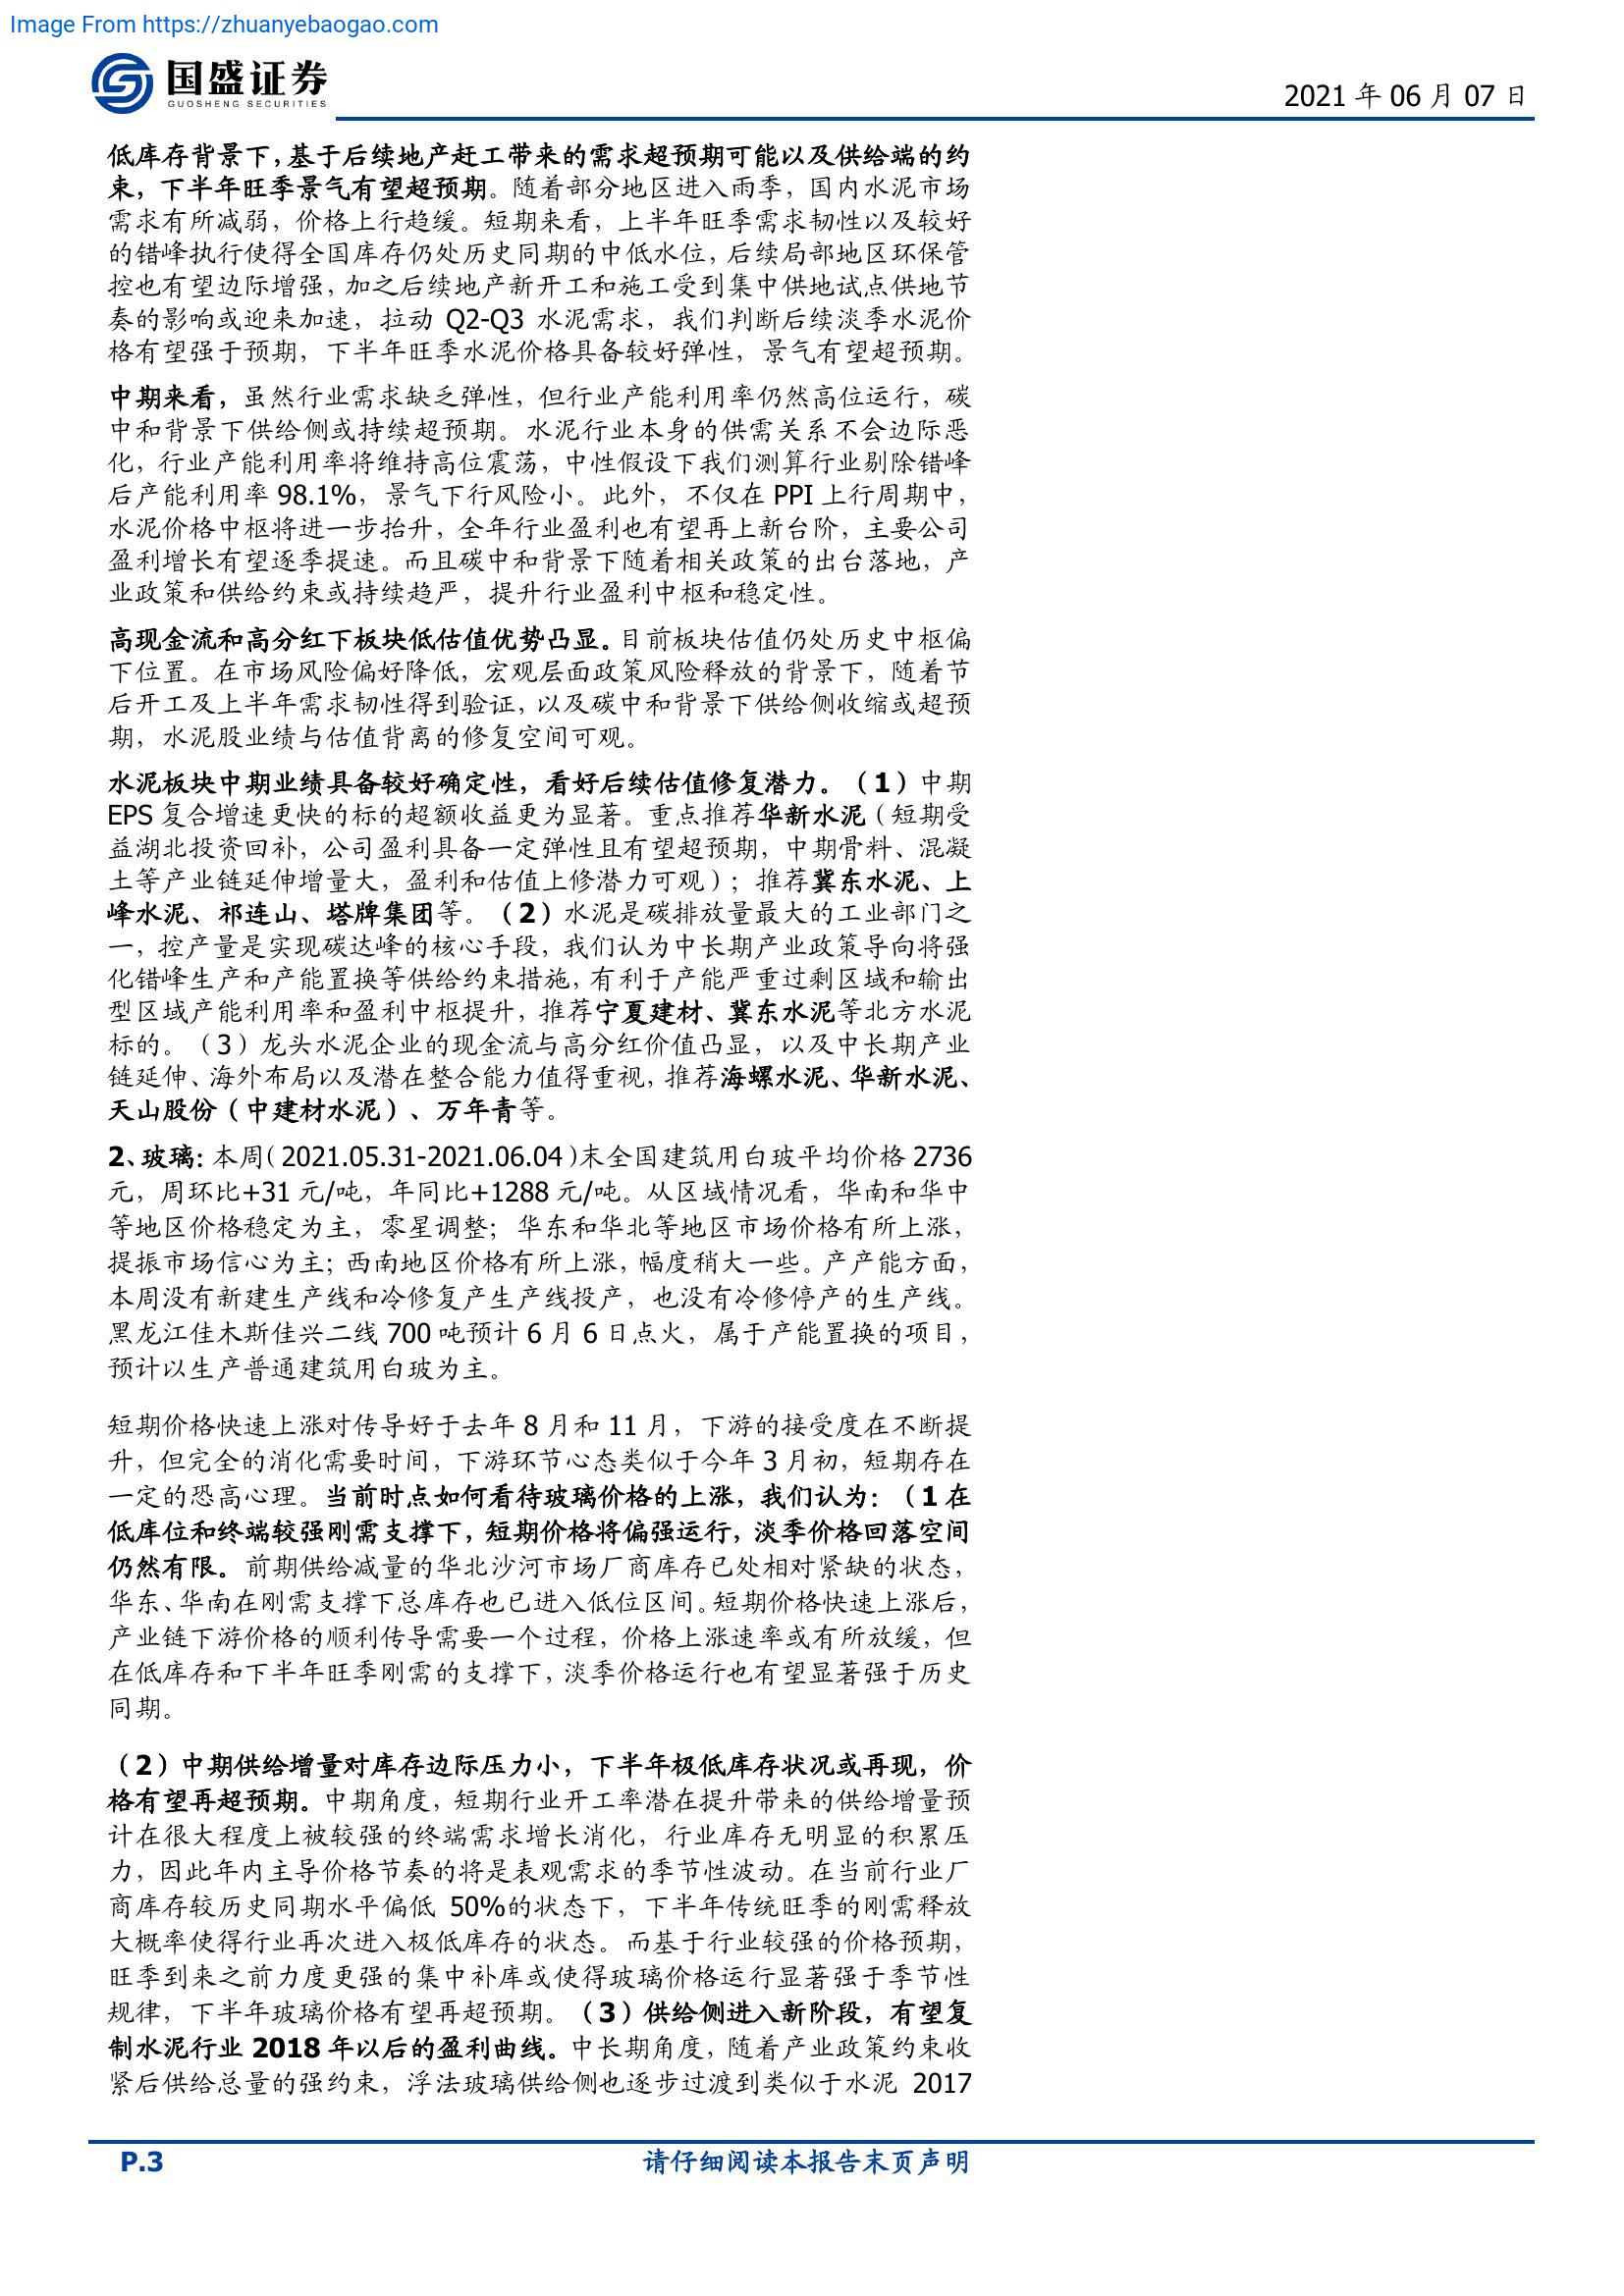 Image From https://zhuanyebaogao.com
国盛证券
GUOSHENG SECURITIES
2021 年 06 月 07 日
低库存背景下，基于后续地产赶工带来的需求超预期可能以及供给端的约
束，下半年旺季景气有望超预期。随着部分地区进入雨季，国内水泥市场
需求有所减弱，价格上行趋缓。短期来看，上半年旺季需求韧性以及较好
的错峰执行使得全国库存仍处历史同期的中低水位，后续局部地区环保管
控也有望边际增强，加之后续地产新开工和施工受到集中供地试点供地节
奏的影响或迎来加速，拉动 Q2-Q3 水泥需求，我们判断后续淡季水泥价
格有望强于预期，下半年旺季水泥价格具备较好弹性，景气有望超预期。
中期来看，虽然行业需求缺乏弹性，但行业产能利用率仍然高位运行，碳
中和背景下供给侧或持续超预期。水泥行业本身的供需关系不会边际恶
化，行业产能利用率将维持高位震荡，中性假设下我们测算行业剔除错峰
后产能利用率 98.1%，景气下行风险小。此外，不仅在 PPI 上行周期中，
水泥价格中枢将进一步抬升，全年行业盈利也有望再上新台阶，主要公司
盈利增长有望逐季提速。而且碳中和背景下随着相关政策的出台落地，产
业政策和供给约束或持续趋严，提升行业盈利中枢和稳定性。
高现金流和高分红下板块低估值优势凸显。目前板块估值仍处历史中枢偏
下位置。在市场风险偏好降低，宏观层面政策风险释放的背景下，随着节
后开工及上半年需求韧性得到验证，以及碳中和背景下供给侧收缩或超预
期，水泥股业绩与估值背离的修复空间可观。
水泥板块中期业绩具备较好确定性，看好后续估值修复潜力。（1）中期
EPS 复合增速更快的标的超额收益更为显著。重点推荐华新水泥（短期受
益湖北投资回补，公司盈利具备一定弹性且有望超预期，中期骨料、混凝
土等产业链延伸增量大，盈利和估值上修潜力可观）；推荐冀东水泥、上
峰水泥、祁连山、塔牌集团等。（2）水泥是碳排放量最大的工业部门之
一，控产量是实现碳达峰的核心手段，我们认为中长期产业政策导向将强
化错峰生产和产能置换等供给约束措施，有利于产能严重过剩区域和输出
型区域产能利用率和盈利中枢提升，推荐宁夏建材、冀东水泥等北方水泥
标的。（3）龙头水泥企业的现金流与高分红价值凸显，以及中长期产业
链延伸、海外布局以及潜在整合能力值得重视，推荐海螺水泥、华新水泥、
天山股份（中建材水泥）、万年青等。
2、玻璃：本周（2021.05.31-2021.06.04）末全国建筑用白玻平均价格 2736
元，周环比+31 元/吨，年同比+1288 元/吨。从区域情况看，华南和华中
等地区价格稳定为主，零星调整；华东和华北等地区市场价格有所上涨，
提振市场信心为主；西南地区价格有所上涨，幅度稍大一些。产产能方面，
本周没有新建生产线和冷修复产生产线投产，也没有冷修停产的生产线。
黑龙江佳木斯佳兴二线 700 吨预计 6 月 6 日点火，属于产能置换的项目，
预计以生产普通建筑用白玻为主。
短期价格快速上涨对传导好于去年 8 月和 11 月，下游的接受度在不断提
升，但完全的消化需要时间，下游环节心态类似于今年 3 月初，短期存在
一定的恐高心理。当前时点如何看待玻璃价格的上涨，我们认为：（1 在
低库位和终端较强刚需支撑下，短期价格将偏强运行，淡季价格回落空间
仍然有限。前期供给减量的华北沙河市场厂商库存已处相对紧缺的状态，
华东、华南在刚需支撑下总库存也已进入低位区间。短期价格快速上涨后，
产业链下游价格的顺利传导需要一个过程，价格上涨速率或有所放缓，但
在低库存和下半年旺季刚需的支撑下，淡季价格运行也有望显著强于历史
同期。
（2）中期供给增量对库存边际压力小，下半年极低库存状况或再现，价
格有望再超预期。中期角度，短期行业开工率潜在提升带来的供给增量预
计在很大程度上被较强的终端需求增长消化，行业库存无明显的积累压
力，因此年内主导价格节奏的将是表观需求的季节性波动。在当前行业厂
商库存较历史同期水平偏低 50%的状态下，下半年传统旺季的刚需释放
大概率使得行业再次进入极低库存的状态。而基于行业较强的价格预期，
旺季到来之前力度更强的集中补库或使得玻璃价格运行显著强于季节性
规律，下半年玻璃价格有望再超预期。（3）供给侧进入新阶段，有望复
制水泥行业 2018 年以后的盈利曲线。中长期角度，随着产业政策约束收
紧后供给总量的强约束，浮法玻璃供给侧也逐步过渡到类似于水泥 2017
P.3
请仔细阅读本报告末页声明